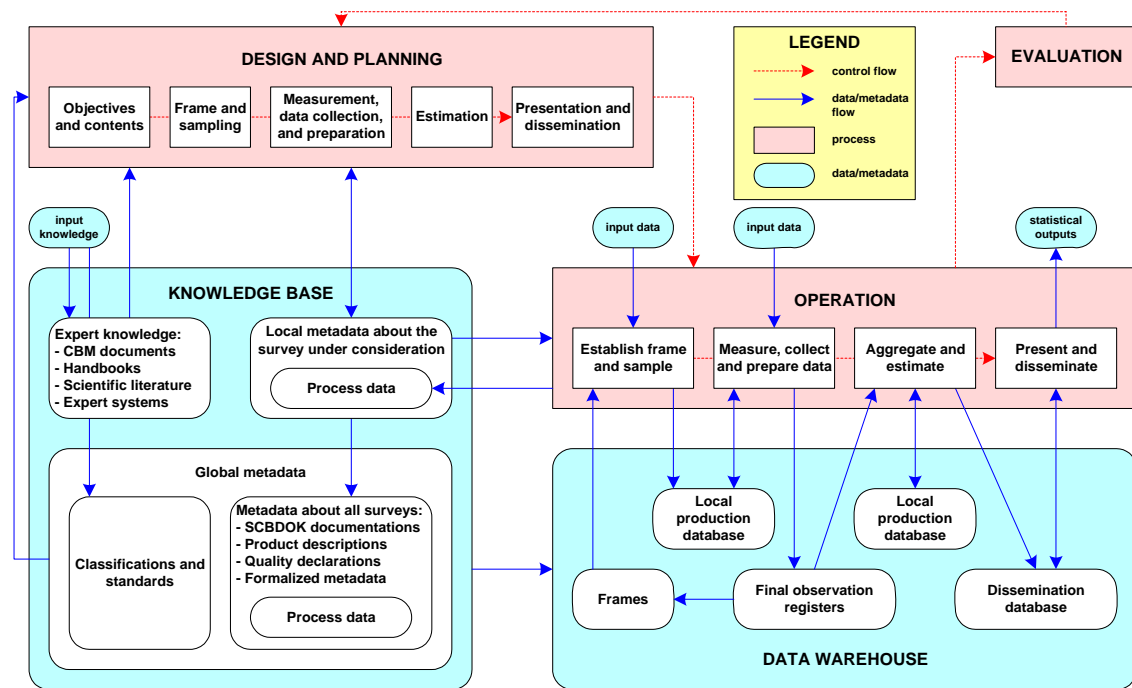 DESIGN AND PLANNING
Objectives
and contents
Frame and
sampling
Measurement,
data collection,
and preparation
Estimation
Presentation and
dissemination
LEGEND
control flow
data/metadata
flow
process
data/metadata
EVALUATION
input
knowledge
input data
input data
statistical
outputs
KNOWLEDGE BASE
Expert knowledge:
- CBM documents
- Handbooks
- Scientific literature
- Expert systems
Local metadata about the
survey under consideration
Process data
Global metadata
Classifications and
standards
Metadata about all surveys:
- SCBDOK documentations
- Product descriptions
- Quality declarations
- Formalized metadata
Process data
OPERATION
Establish frame
and sample
Measure, collect
and prepare data
Aggregate and
estimate
Present and
disseminate
Local
production
database
Local
production
database
Frames
Final observation
registers
Dissemination
database
DATA WAREHOUSE